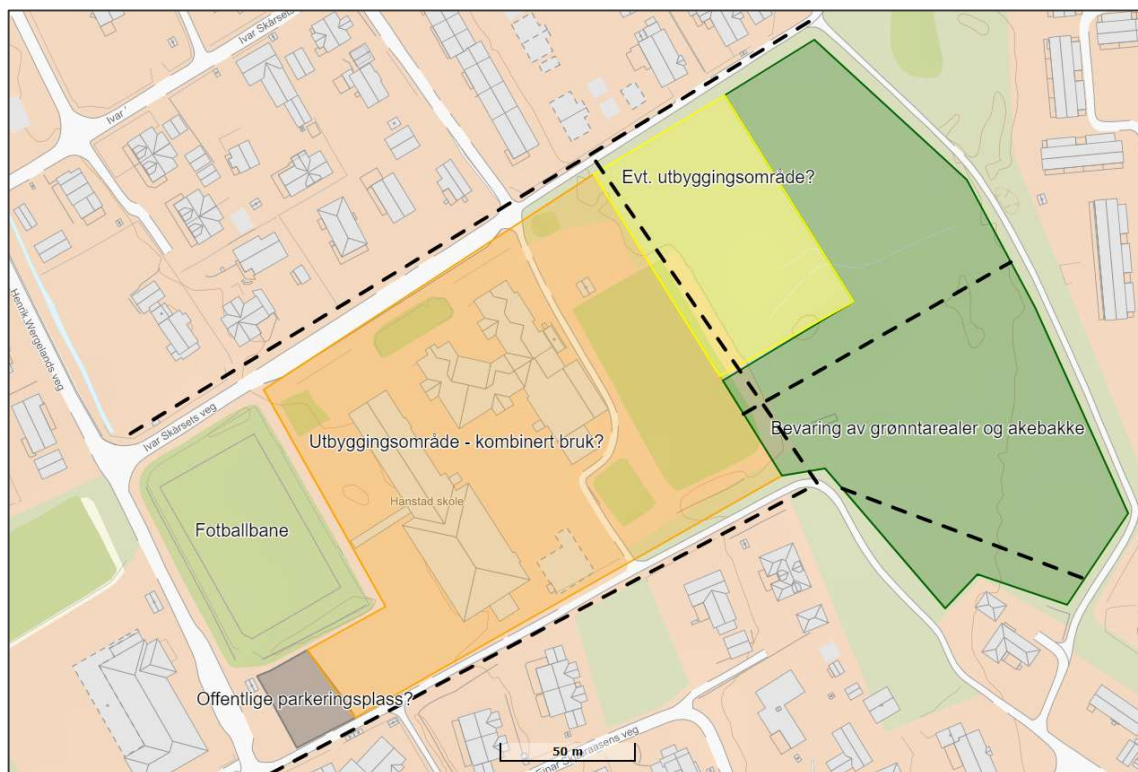 Ivar Skårsets veg
Ivar
Evt. utbyggingsområde?
Henrik Wergelands veg
Ivar Skårsets veg
Utbyggingsområde - kombinert bruk?
Bevaring av grønntarealer og akebakke
Hanstad skole
Fotballbane
Offentlige parkeringsplass?
50 m